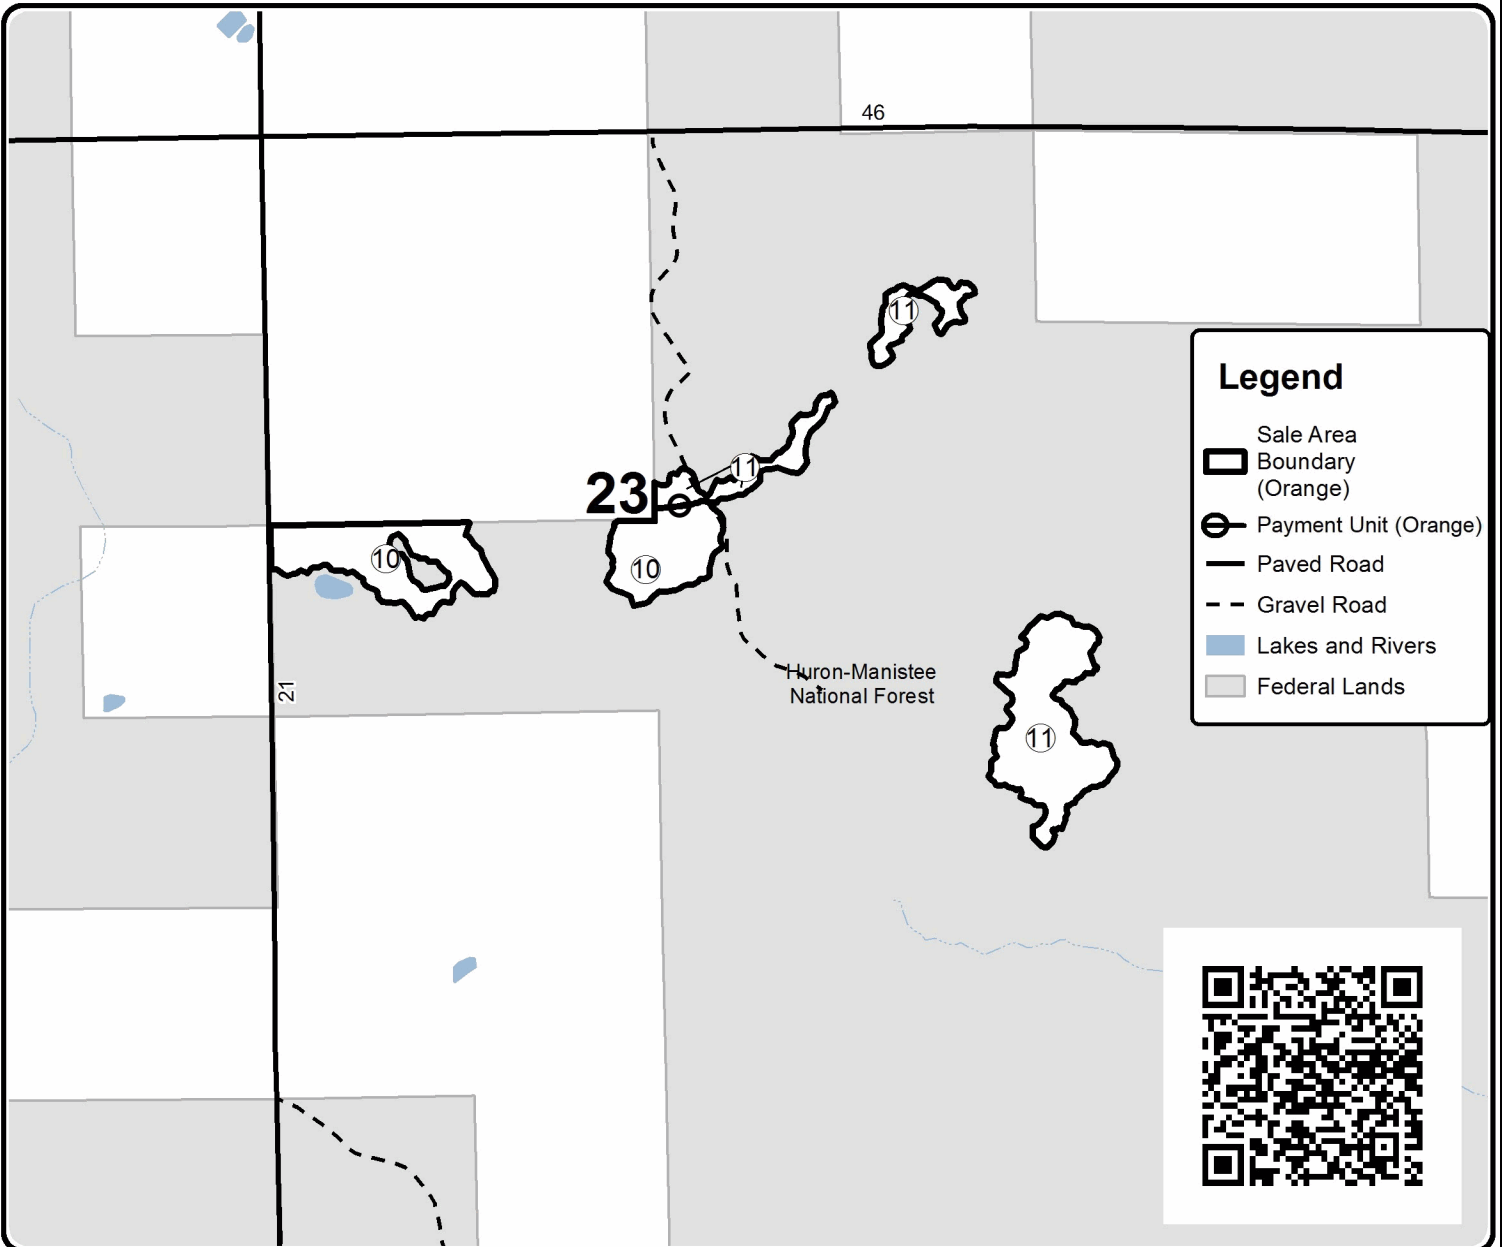 46
11
Legend
Sale Area
Boundary
(Orange)
Payment Unit (Orange)
Paved Road
Gravel Road
Lakes and Rivers
Federal Lands
11
23
10
10
Huron-Manistee
National Forest
21
11